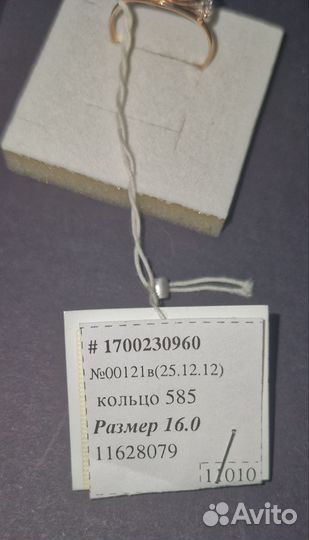 # 1700230960
№00121в(25.12.12)
кольцо 585
Размер 16.0
11628079
11010
Avito